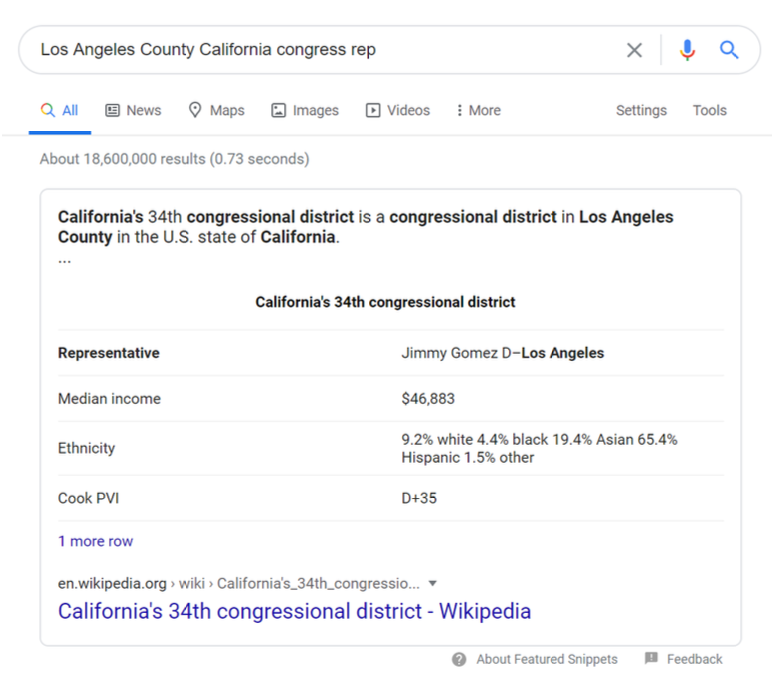 Los Angeles County California congress rep
All News Maps Images Videos More Settings Tools
About 18,600,000 results (0.73 seconds)
California's 34th congressional district is a congressional district in Los Angeles
County in the U.S. state of California.
...
California's 34th congressional district
Representative Jimmy Gomez D–Los Angeles
Median income $46,883
Ethnicity 9.2% white 4.4% black 19.4% Asian 65.4%
Hispanic 1.5% other
Cook PVI D+35
1 more row
en.wikipedia.org › wiki › California's_34th_congressio...
California's 34th congressional district - Wikipedia
About Featured Snippets Feedback